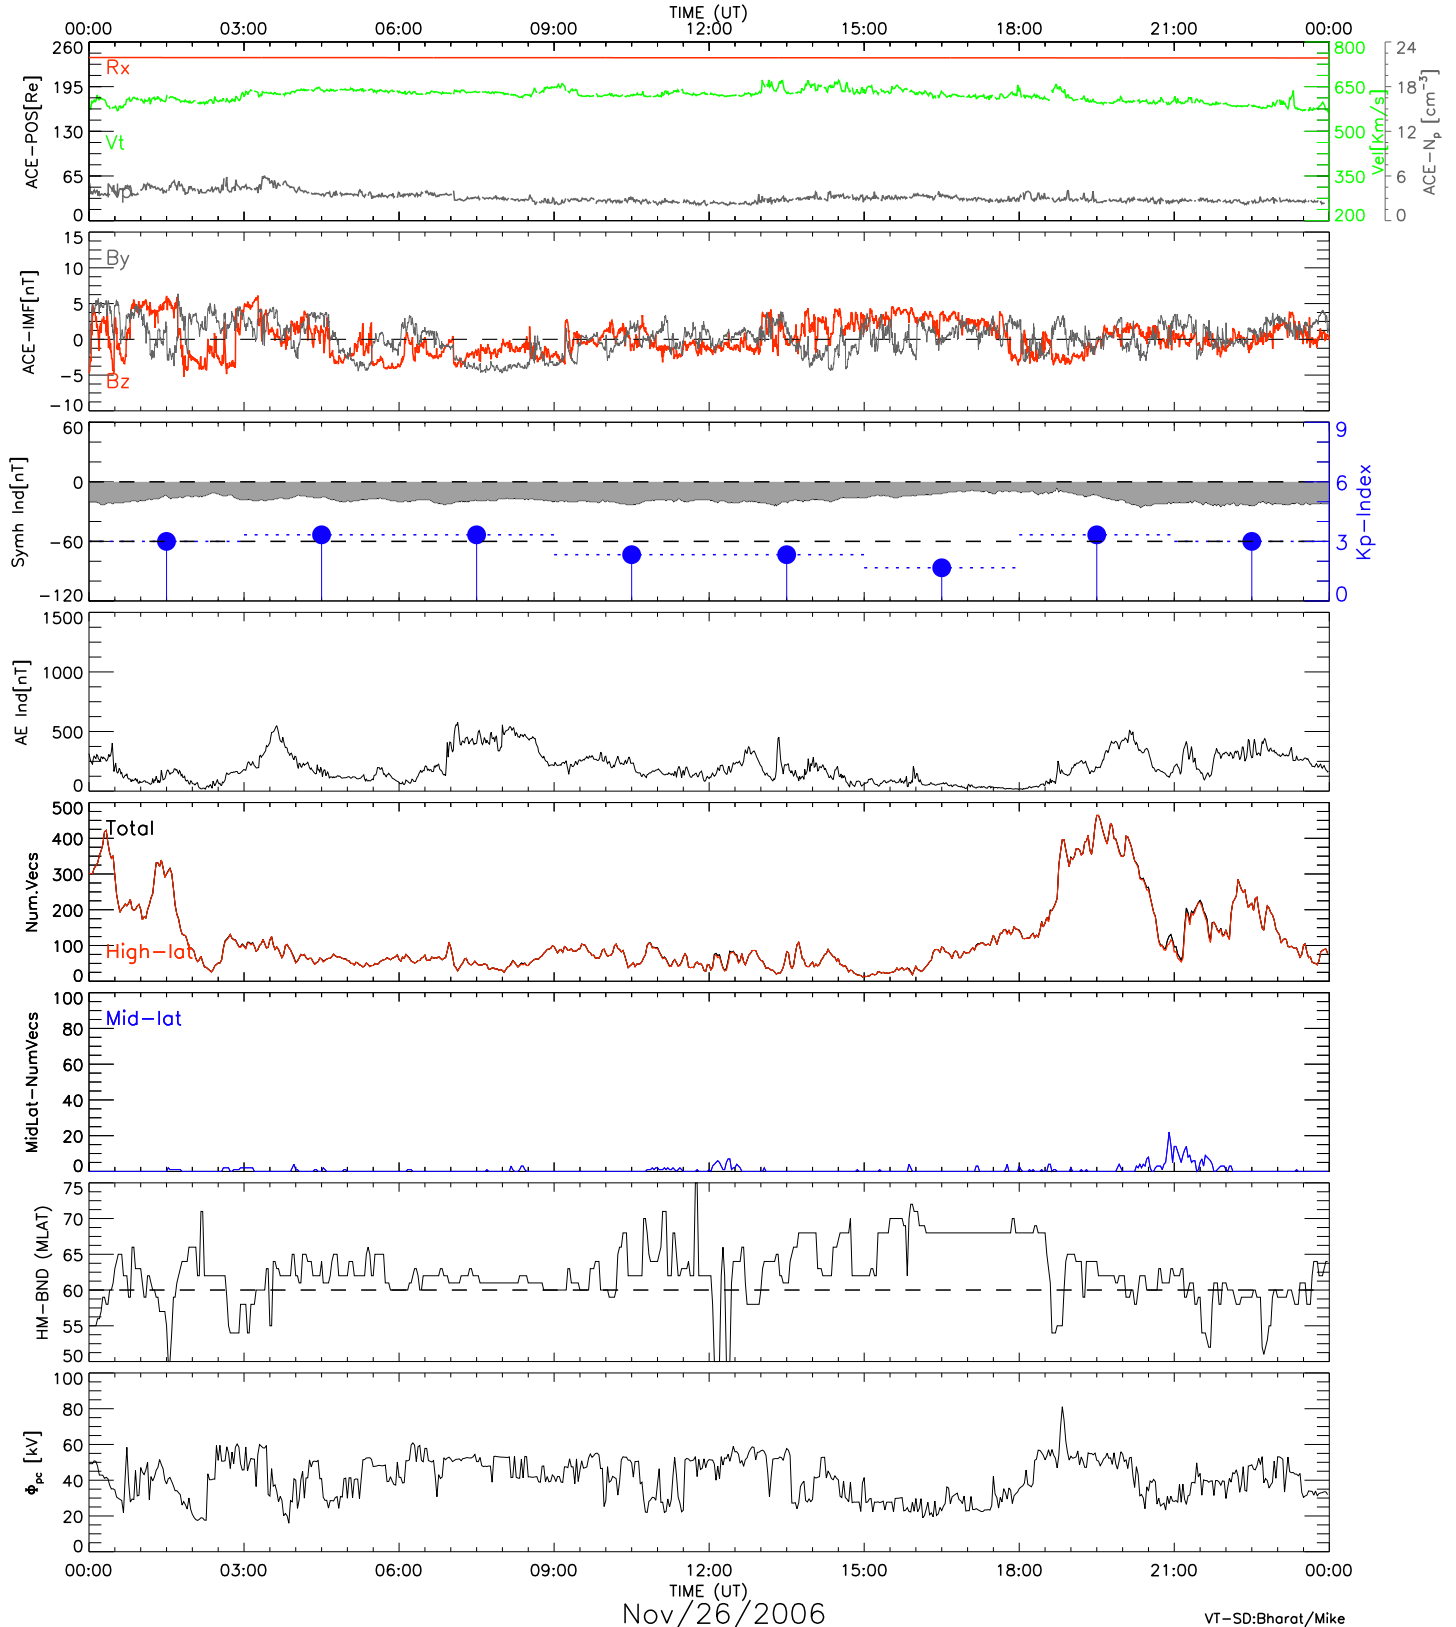 TIME (UT)
00:00 03:00 06:00 09:00 12:00 15:00 18:00 21:00 00:00
ACE-POS[Re]
260
195
130
65
0
Rx
Vt
Np
800
650
500
350
200
Vel[Km/s]
24
18
12
6
0
ACE-Np [cm-3]
ACE-IMF[nT]
15
10
5
0
-5
-10
By
Bz
Symh Ind[nT]
60
0
-60
-120
9
6
3
0
Kp-Index
AE Ind[nT]
1500
1000
500
0
Num.Vecs
500
400
300
200
100
0
Total
High-lat
MidLat-NumVecs
100
80
60
40
20
0
Mid-lat
HM-BND (MLAT)
75
70
65
60
55
50
Φpc [kV]
100
80
60
40
20
0
00:00 03:00 06:00 09:00 12:00 15:00 18:00 21:00 00:00
TIME (UT)
Nov/26/2006
VT-SD:Bharat/Mike